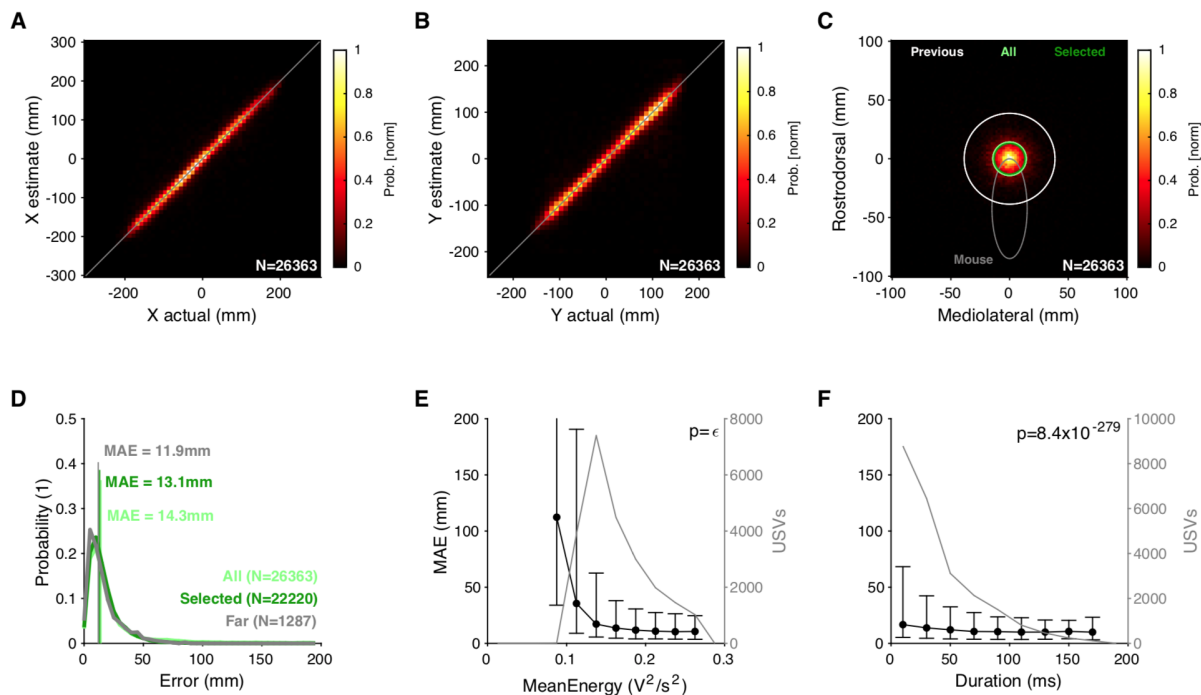 A
300
200
100
0
-100
-200
-300
X estimate (mm)
-200
0
200
X actual (mm)
N=26363
1
0.8
0.6
0.4
0.2
0
Prob. [norm]
B
200
100
0
-100
-200
Y estimate (mm)
-200
-100
0
100
200
Y actual (mm)
N=26363
1
0.8
0.6
0.4
0.2
0
Prob. [norm]
C
Previous All Selected
100
50
0
-50
-100
Rostrodorsal (mm)
Mouse
N=26363
-100
-50
0
50
100
Mediolateral (mm)
1
0.8
0.6
0.4
0.2
0
Prob. [norm]
D
0.5
0.4
0.3
0.2
0.1
0
Probability (1)
MAE = 11.9mm
MAE = 13.1mm
MAE = 14.3mm
All (N=26363)
Selected (N=22220)
Far (N=1287)
0
50
100
150
200
Error (mm)
E
200
150
100
50
0
MAE (mm)
p=ϵ
8000
6000
4000
2000
0
USVs
0
0.1
0.2
0.3
MeanEnergy (V²/s²)
F
200
150
100
50
0
p=8.4x10⁻²⁷⁹
10000
8000
6000
4000
2000
0
USVs
0
50
100
150
200
Duration (ms)